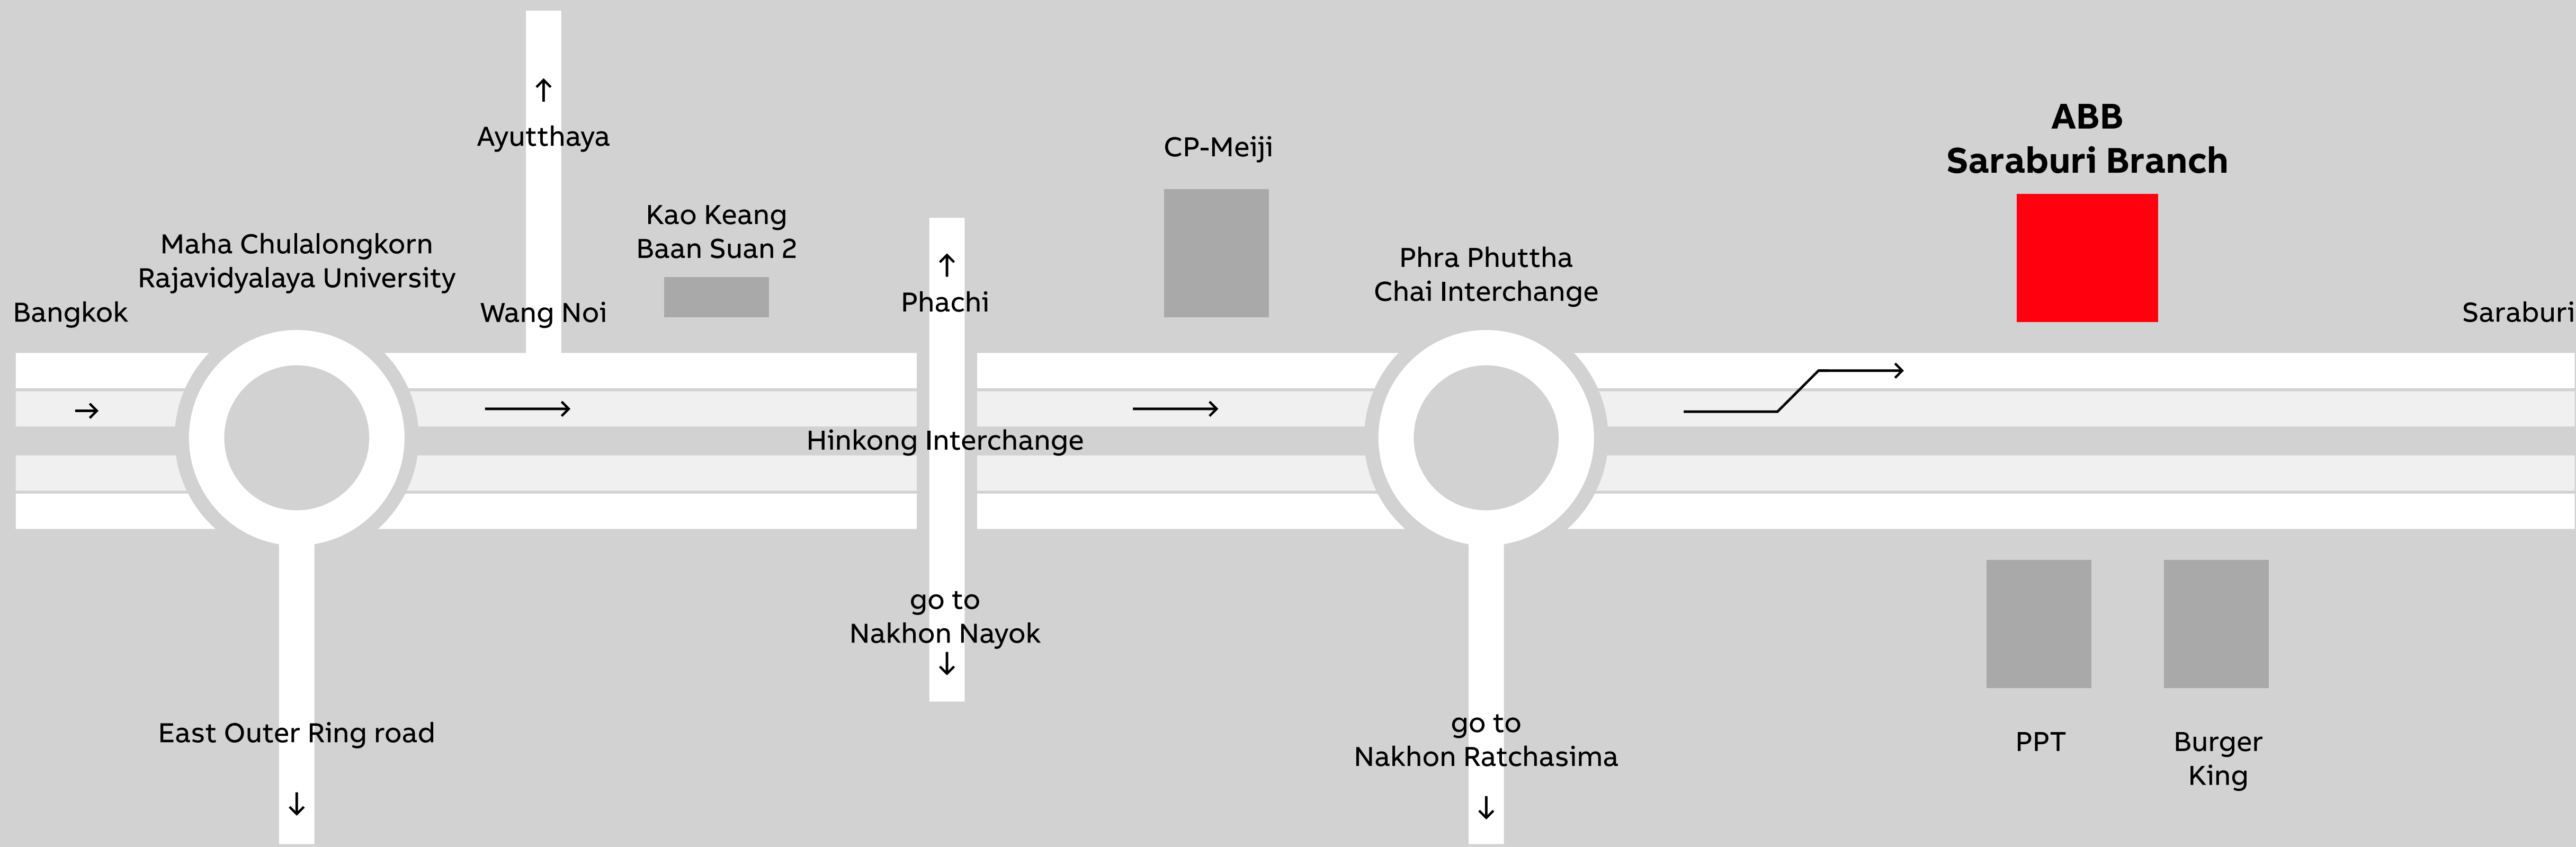 Ayutthaya
CP-Meiji
ABB
Saraburi Branch
Kao Keang
Baan Suan 2
Maha Chulalongkorn
Rajavidyalaya University
Phra Phuttha
Chai Interchange
Bangkok
Wang Noi
Phachi
Saraburi
Hinkong Interchange
go to
Nakhon Nayok
East Outer Ring road
go to
Nakhon Ratchasima
PPT
Burger
King